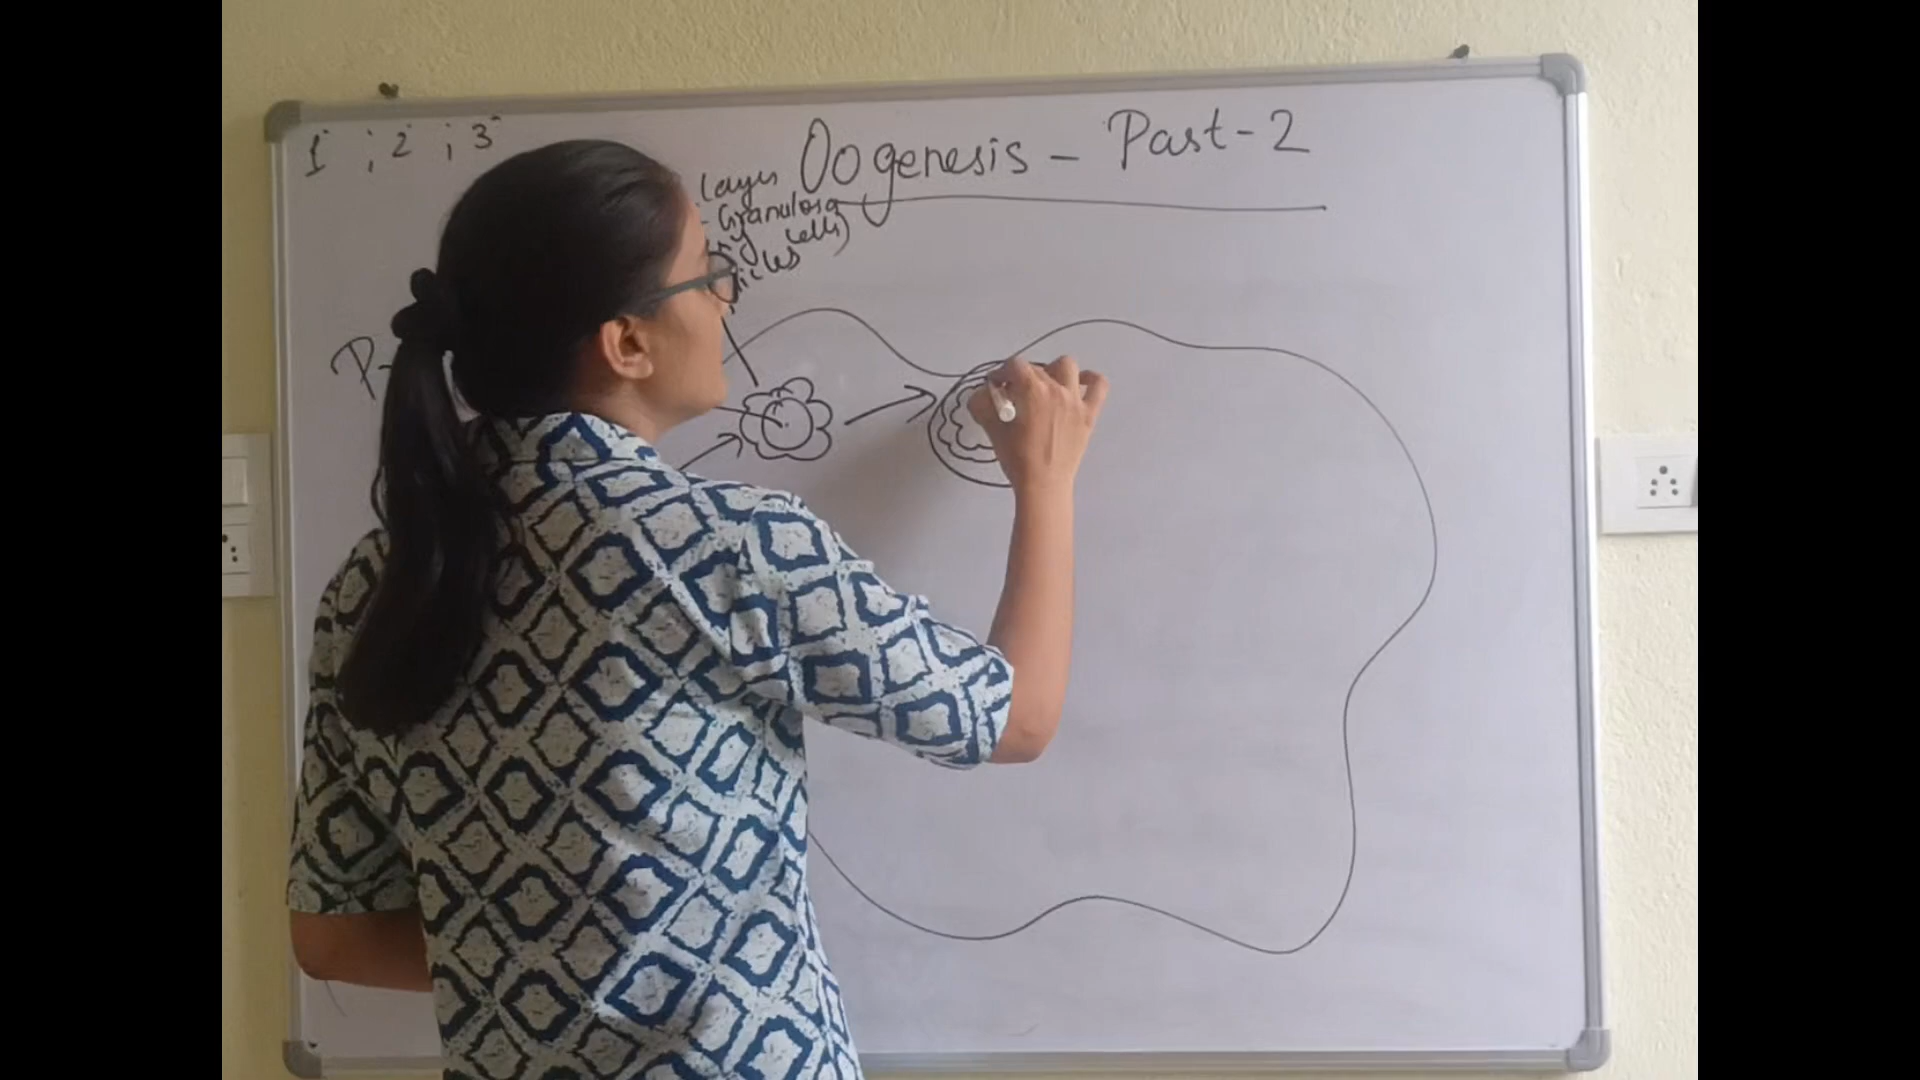 1° ; 2° ; 3°
Oogenesis - Part-2
layer
- Granulosa
cells)
P-